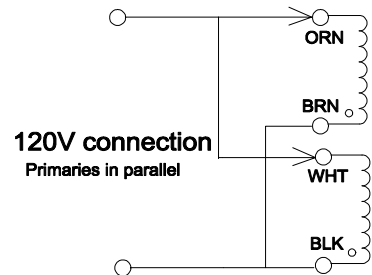 ORN
BRN
120V connection
Primaries in parallel
WHT
BLK